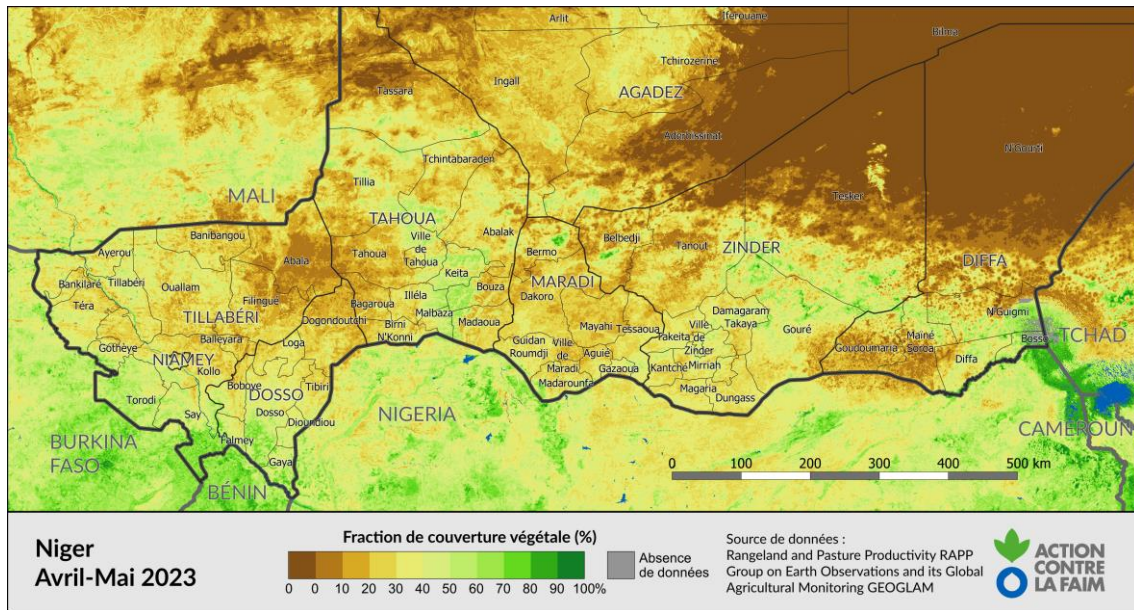 Iférouane
Arlit
Bilma
Tchirozerine
Ingall
Tassara
AGADEZ
Aderbissinat
N'Gourti
Tchintabaraden
Tillia
Tesker
MALI
TAHOUA
Abalak
Banibangou
Ville
de
Tahoua
Belbedji
Tanout
ZINDER
Ayerou
Tahoua
Bermo
Abala
DIFFA
Bankilaré
Tillabéri
Ouallam
Keita
MARADI
Téra
Filingué
Bagaroua
Illéla
Bouza
Dakoro
N'Guigmi
TILLABÉRI
Dogondoutchi
Malbaza
Damagaram
Takaya
Birni
N'Konni
Madaoua
Mayahi
Tessaoua
Gouré
Maïné
Soroa
TCHAD
Gothèye
Balleyara
Loga
Ville
de
Zinder
Takeita
Bosso
NIAMEY
Kollo
Guidan
Roumdji
Ville
de
Maradi
Aguié
Goudoumaria
Diffa
Boboye
Tibiri
Gazaoua
Kantché
Mirriah
Torodi
DOSSO
Madarounfa
Magaria
Say
Dosso
Dioundiou
Dungass
NIGERIA
CAMEROUN
BURKINA
FASO
Falmey
Gaya
BÉNIN
0 100 200 300 400 500 km
Niger
Avril-Mai 2023
Fraction de couverture végétale (%)
0 0 10 20 30 40 50 60 70 80 90 100%
Absence
de données
Source de données :
Rangeland and Pasture Productivity RAPP
Group on Earth Observations and its Global
Agricultural Monitoring GEOGLAM
ACTION
CONTRE
LA FAIM